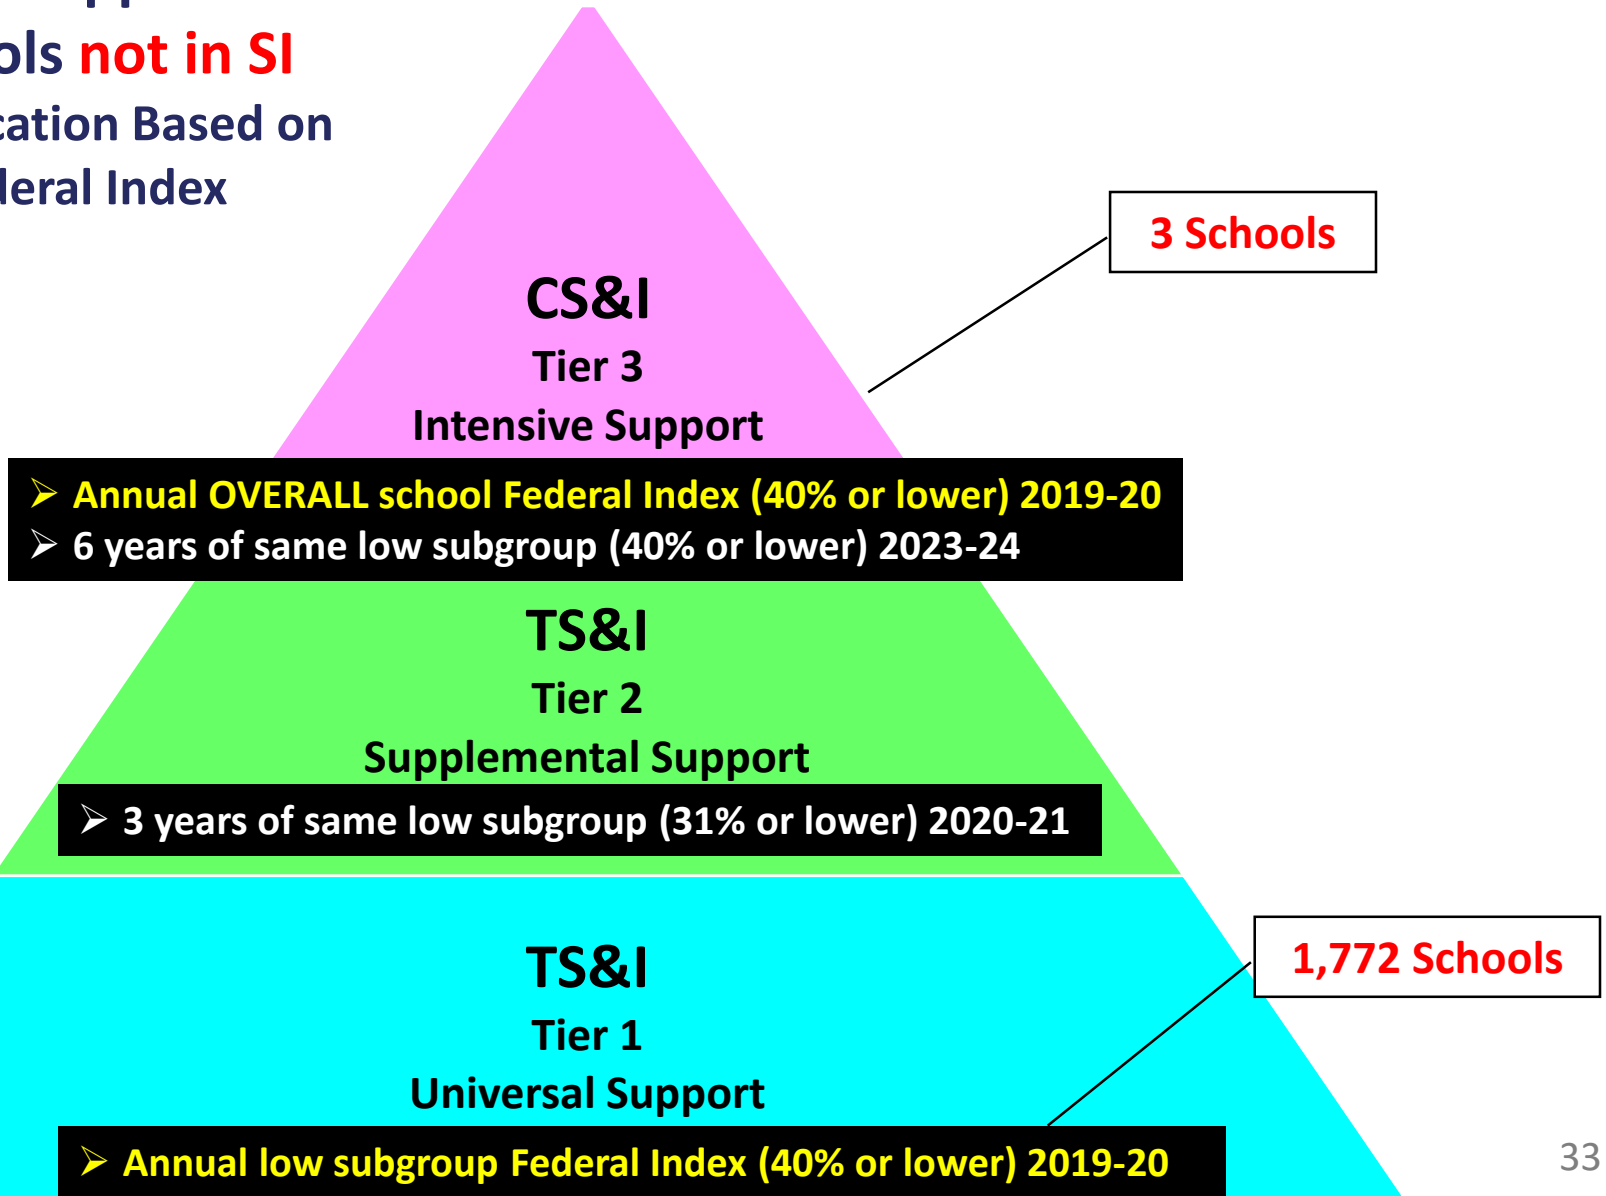 ols not in SI
cation Based on
deral Index
3 Schools
CS&I
Tier 3
Intensive Support
➢ Annual OVERALL school Federal Index (40% or lower) 2019-20
➢ 6 years of same low subgroup (40% or lower) 2023-24
TS&I
Tier 2
Supplemental Support
➢ 3 years of same low subgroup (31% or lower) 2020-21
TS&I
Tier 1
Universal Support
1,772 Schools
➢ Annual low subgroup Federal Index (40% or lower) 2019-20
33